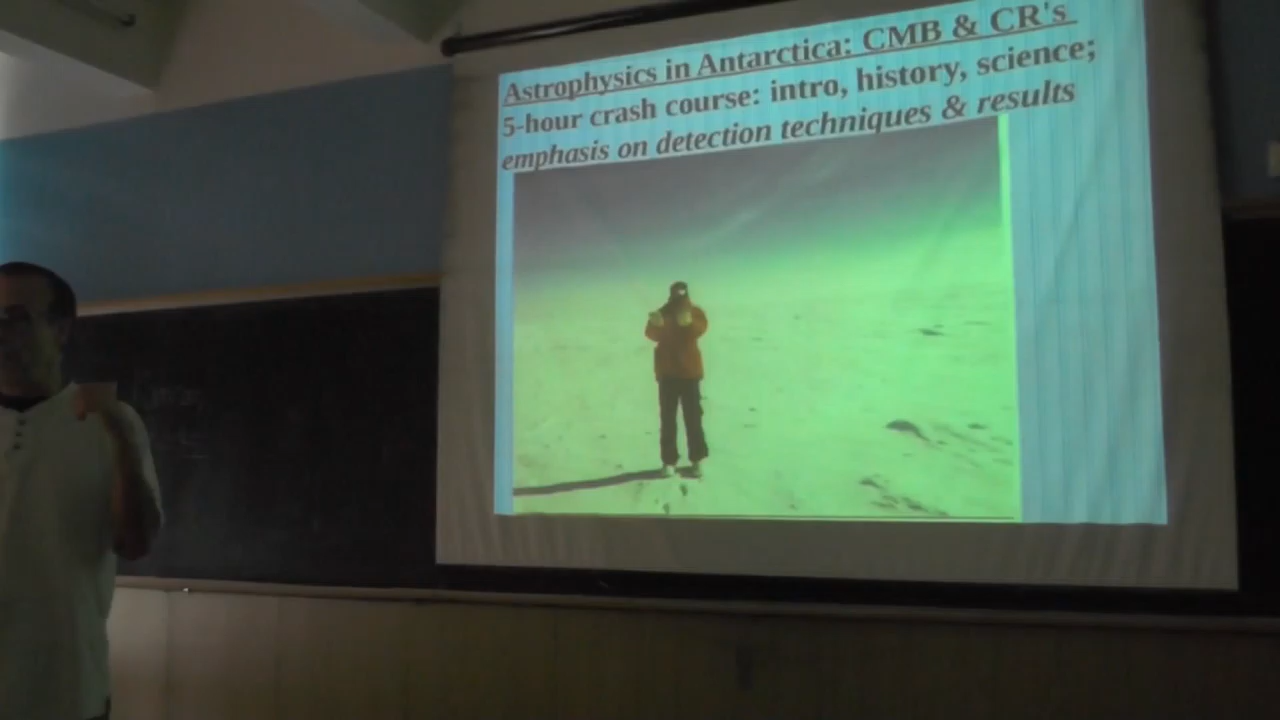 Astrophysics in Antarctica: CMB & CR's
5-hour crash course: intro, history, science;
emphasis on detection techniques & results